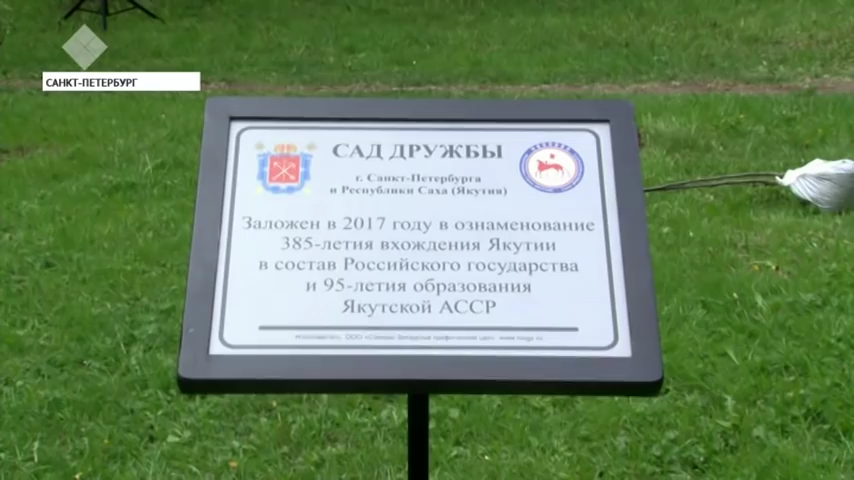 САНКТ-ПЕТЕРБУРГ
САД ДРУЖБЫ
г. Санкт-Петербурга
и Республики Саха (Якутия)
Заложен в 2017 году в ознаменование
385-летия вхождения Якутии
в состав Российского государства
и 95-летия образования
Якутской АССР
ООО